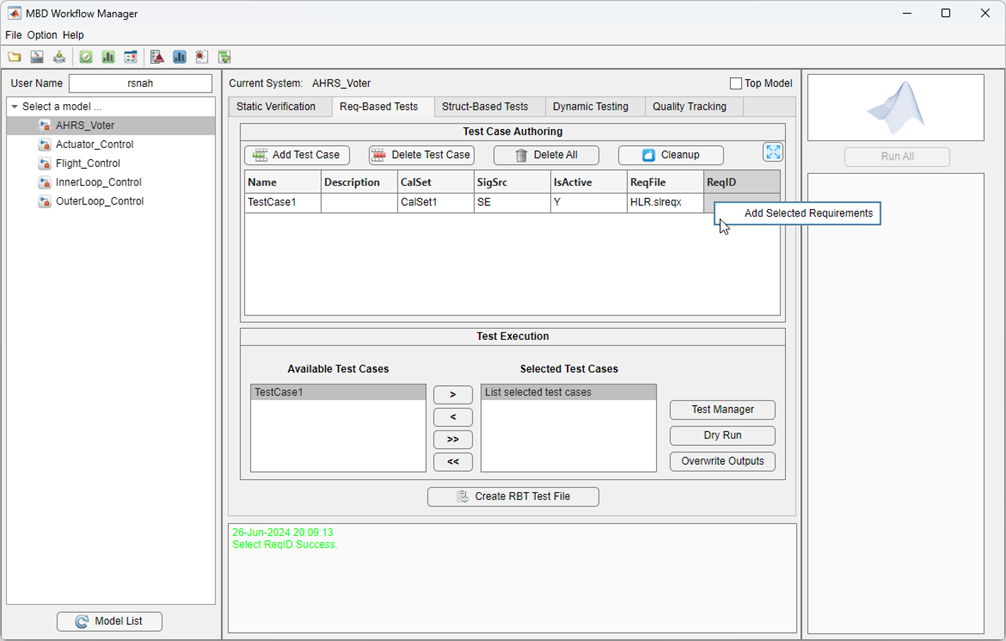 MBD Workflow Manager
File Option Help
User Name rsnah
Select a model ...
AHRS_Voter
Actuator_Control
Flight_Control
InnerLoop_Control
OuterLoop_Control
Model List
Current System: AHRS_Voter
Top Model
Static Verification Req-Based Tests Struct-Based Tests Dynamic Testing Quality Tracking
Test Case Authoring
Add Test Case Delete Test Case Delete All Cleanup
Name Description CalSet SigSrc IsActive ReqFile ReqID
TestCase1 CalSet1 SE Y HLR.slreqx
Add Selected Requirements
Test Execution
Available Test Cases
TestCase1
>
<
>>
<<
Selected Test Cases
List selected test cases
Test Manager
Dry Run
Overwrite Outputs
Create RBT Test File
26-Jun-2024 20:09:13
Select ReqID Success.
Run All